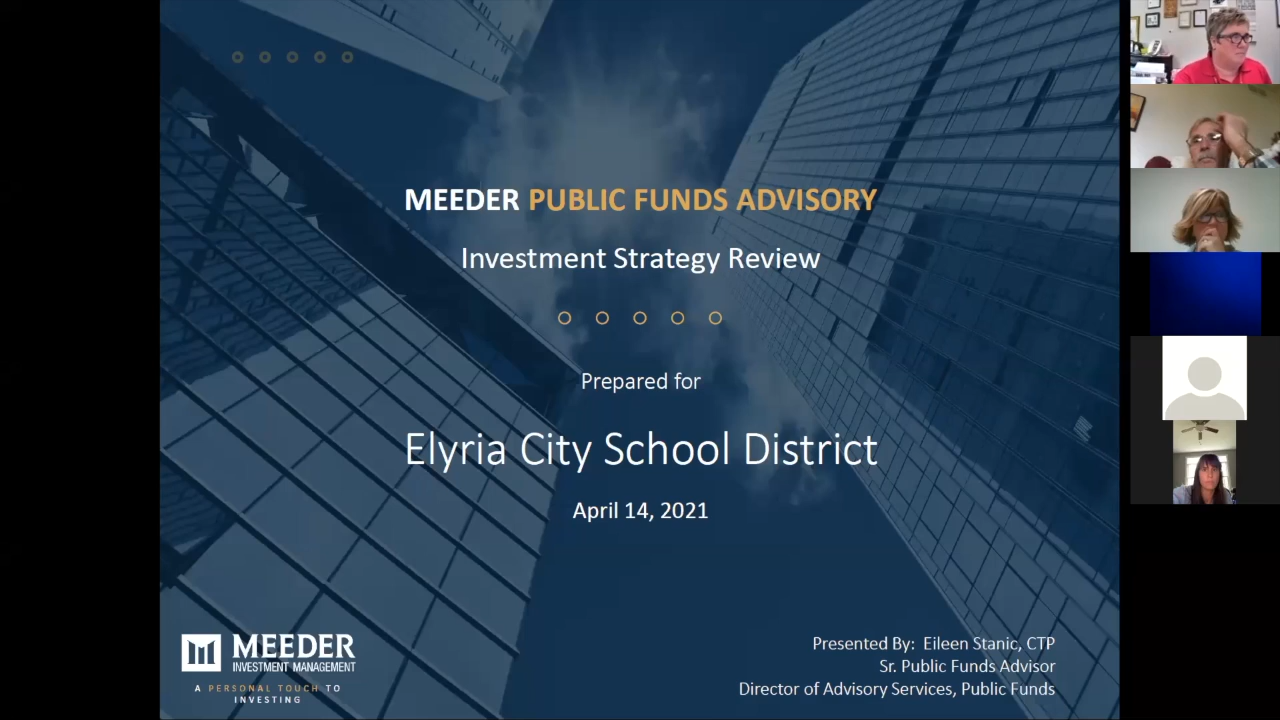 MEEDER PUBLIC FUNDS ADVISORY
Investment Strategy Review
Prepared for
Elyria City School District
April 14, 2021
MEEDER
INVESTMENT MANAGEMENT
A PERSONAL TOUCH TO
INVESTING
Presented By: Eileen Stanic, CTP
Sr. Public Funds Advisor
Director of Advisory Services, Public Funds